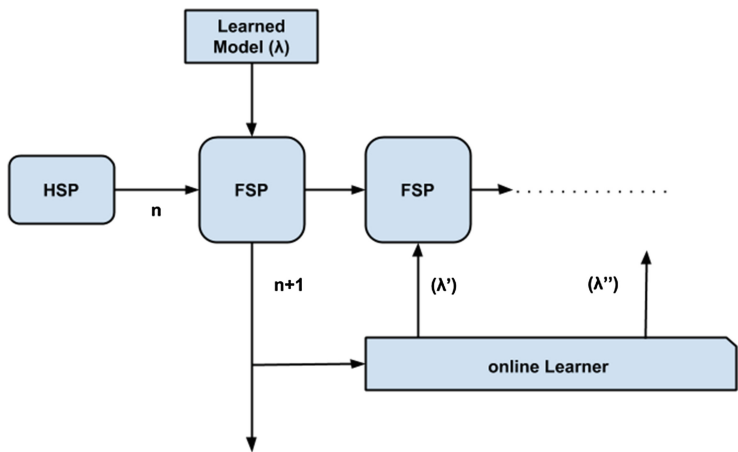 Learned
Model (λ)
HSP
n
FSP
FSP
n+1
(λ')
(λ'')
online Learner